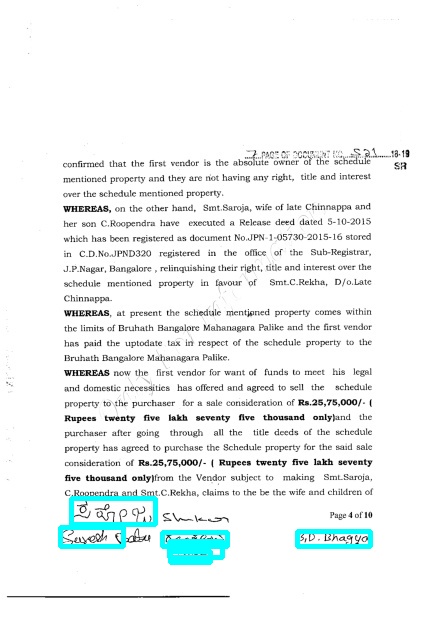 7 PAGE OF DOCUMENT NO. 521 18-19
SR
confirmed that the first vendor is the absolute owner of the schedule
mentioned property and they are not having any right, title and interest
over the schedule mentioned property.
WHEREAS, on the other hand, Smt.Saroja, wife of late Chinnappa and
her son C.Roopendra have executed a Release deed dated 5-10-2015
which has been registered as document No.JPN-1-05730-2015-16 stored
in C.D.No.JPND320 registered in the office of the Sub-Registrar,
J.P.Nagar, Bangalore , relinquishing their right, title and interest over the
schedule mentioned property in favour of Smt.C.Rekha, D/o.Late
Chinnappa.
WHEREAS, at present the schedule mentioned property comes within
the limits of Bruhath Bangalore Mahanagara Palike and the first vendor
has paid the uptodate tax in respect of the schedule property to the
Bruhath Bangalore Mahanagara Palike.
WHEREAS now the first vendor for want of funds to meet his legal
and domestic necessities has offered and agreed to sell the schedule
property to the purchaser for a sale consideration of Rs.25,75,000/- (
Rupees twenty five lakh seventy five thousand only)and the
purchaser after going through all the title deeds of the schedule
property has agreed to purchase the Schedule property for the said sale
consideration of Rs.25,75,000/- ( Rupees twenty five lakh seventy
five thousand only)from the Vendor subject to making Smt.Saroja,
C.Roopendra and Smt.C.Rekha, claims to the be the wife and children of
Page 4 of 10
Suresh Babu S.D. Bhagya